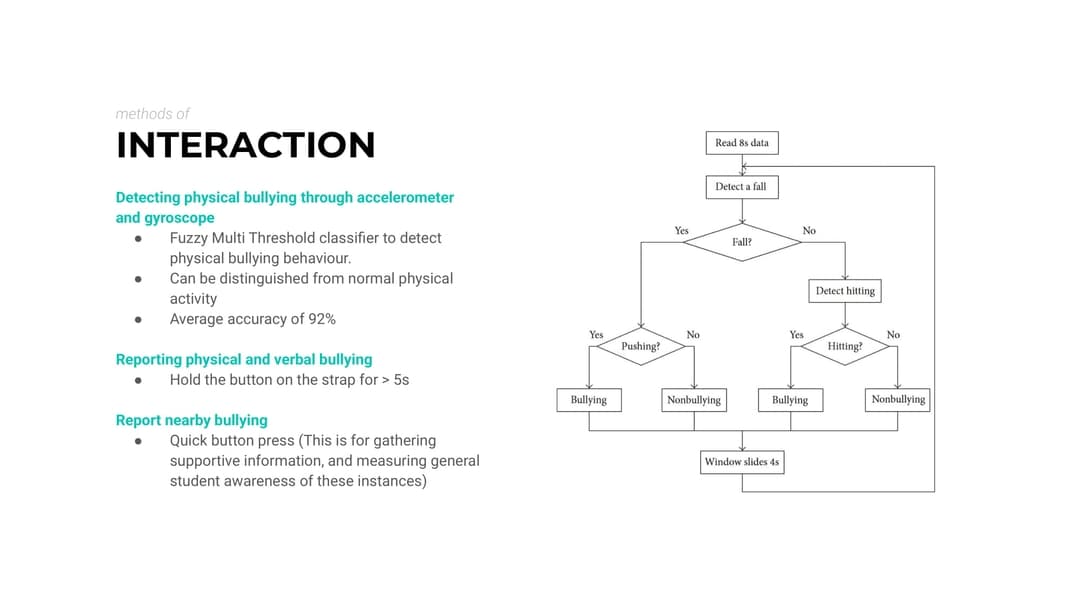 methods of
INTERACTION
Detecting physical bullying through accelerometer
and gyroscope
● Fuzzy Multi Threshold classifier to detect
physical bullying behaviour.
● Can be distinguished from normal physical
activity
● Average accuracy of 92%
Reporting physical and verbal bullying
● Hold the button on the strap for > 5s
Report nearby bullying
● Quick button press (This is for gathering
supportive information, and measuring general
student awareness of these instances)
Read 8s data
Detect a fall
Yes
No
Fall?
Detect hitting
Yes
No
Pushing?
Yes
No
Hitting?
Bullying
Nonbullying
Bullying
Nonbullying
Window slides 4s